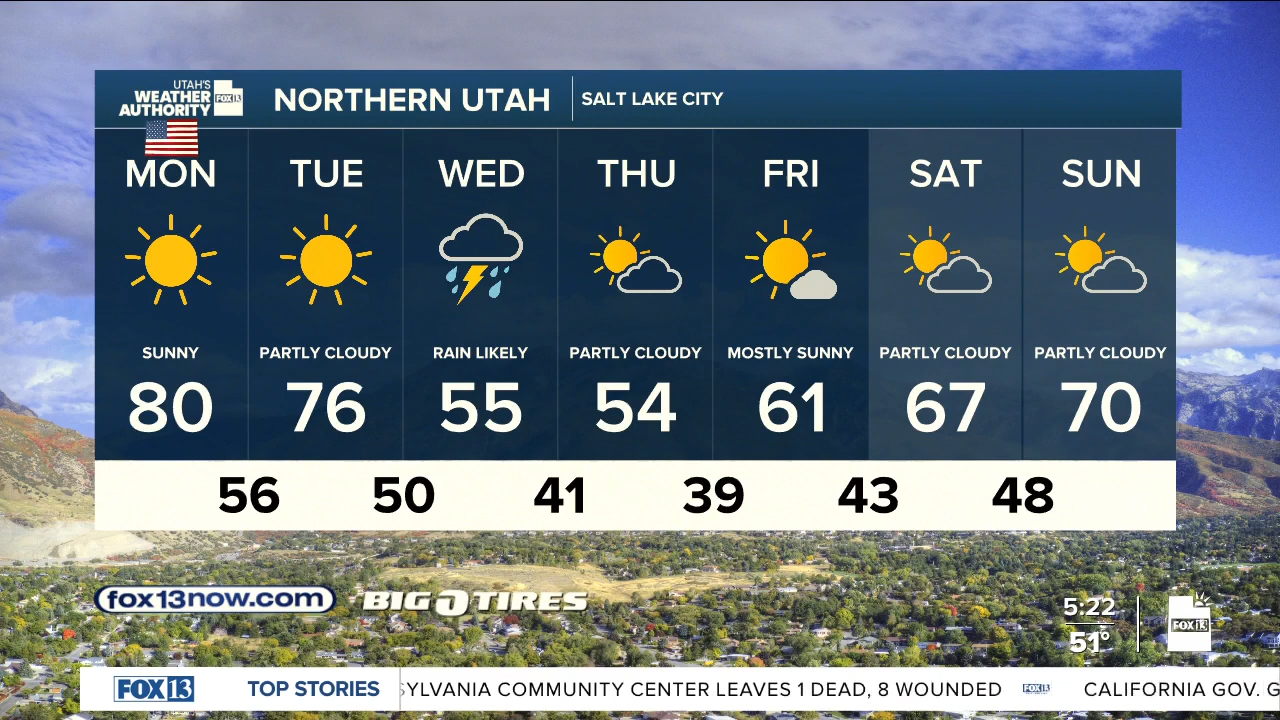 UTAH'S
WEATHER
AUTHORITY
FOX 13
NORTHERN UTAH
SALT LAKE CITY
MON TUE WED THU FRI SAT SUN
SUNNY PARTLY CLOUDY RAIN LIKELY PARTLY CLOUDY MOSTLY SUNNY PARTLY CLOUDY PARTLY CLOUDY
80 76 55 54 61 67 70
56 50 41 39 43 48
fox13now.com
BIG O TIRES
5:22
51°
FOX 13
FOX 13 TOP STORIES SYLVANIA COMMUNITY CENTER LEAVES 1 DEAD, 8 WOUNDED FOX 13 CALIFORNIA GOV. G